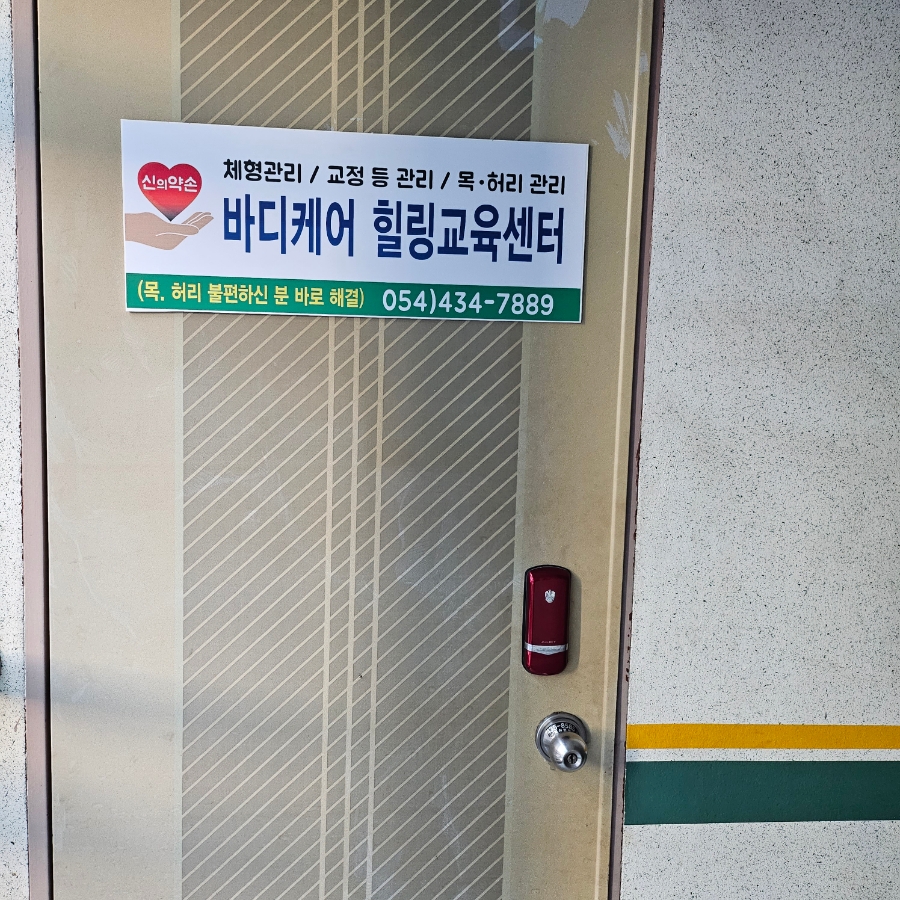 신의약손
체형관리 / 교정 등 관리 / 목·허리 관리
바디케어 힐링교육센터
(목. 허리 불편하신 분 바로 해결) 054)434-7889